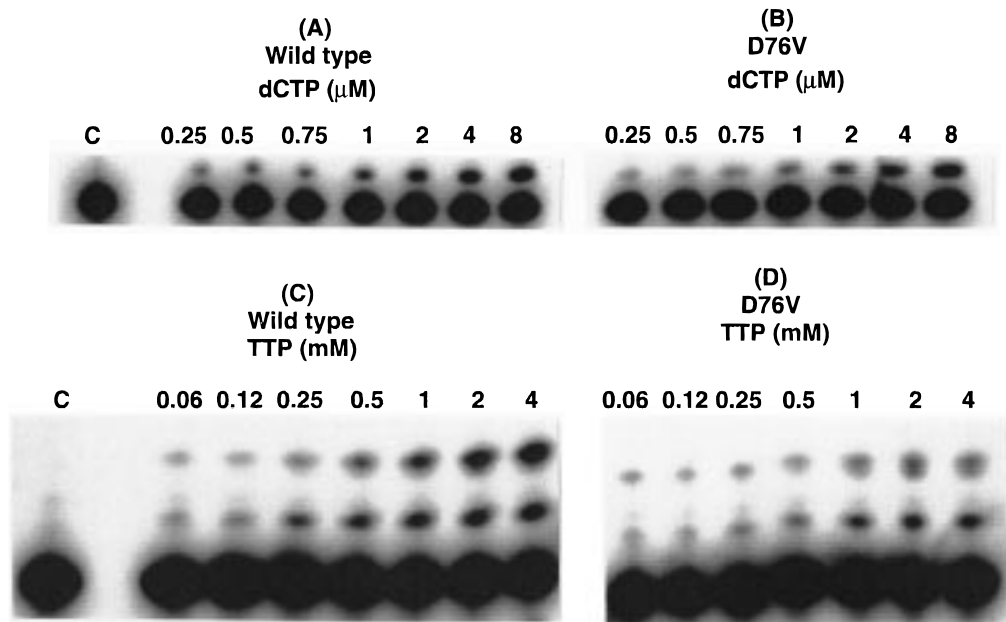 (A)
Wild type
dCTP (μM)
C 0.25 0.5 0.75 1 2 4 8
(B)
D76V
dCTP (μM)
0.25 0.5 0.75 1 2 4 8
(C)
Wild type
TTP (mM)
C 0.06 0.12 0.25 0.5 1 2 4
(D)
D76V
TTP (mM)
0.06 0.12 0.25 0.5 1 2 4